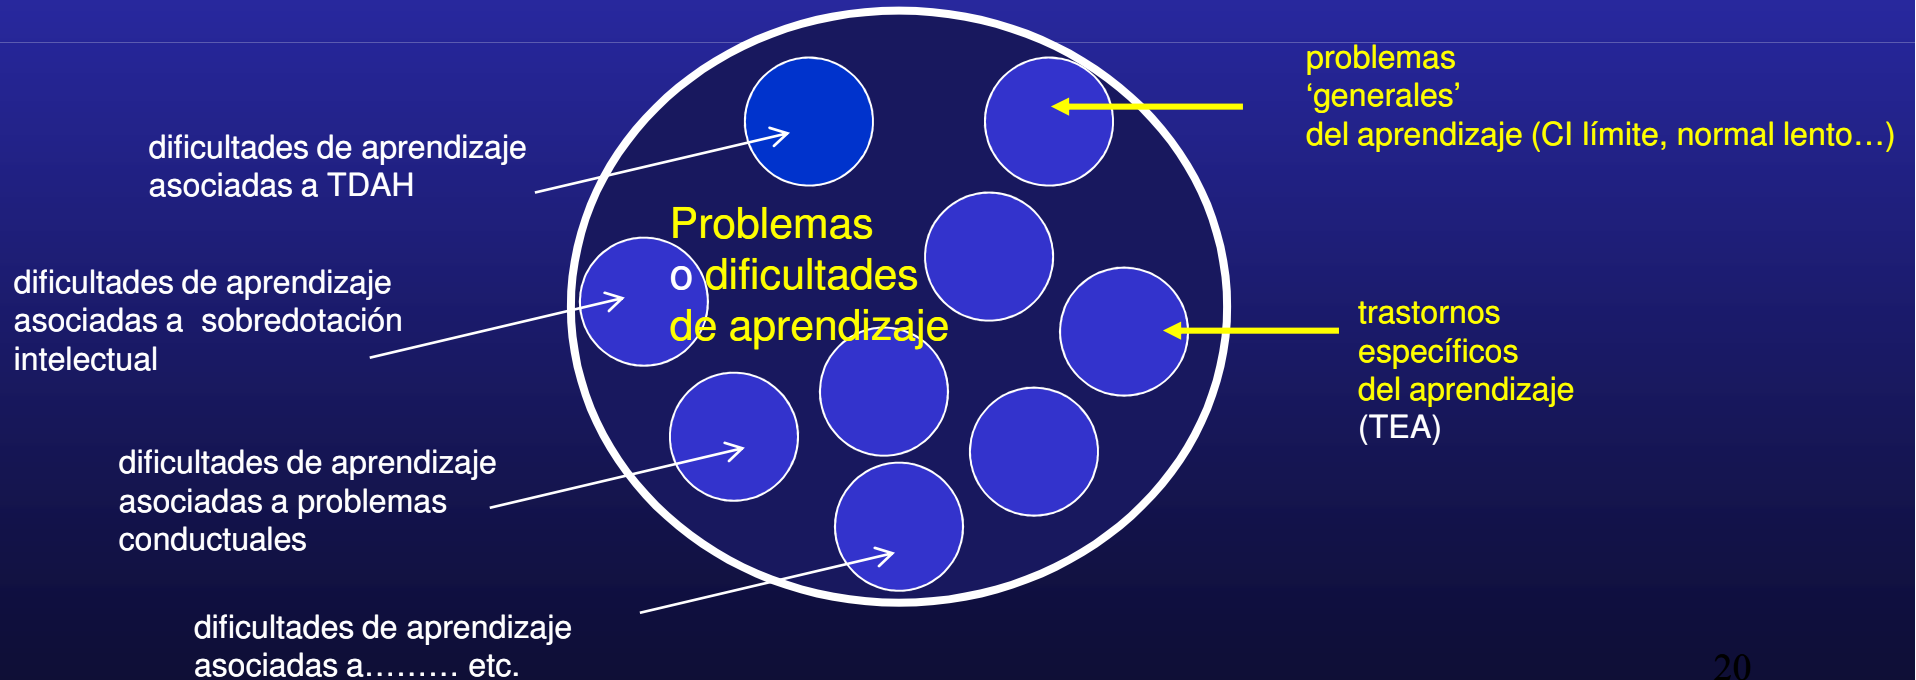 problemas
‘generales’
del aprendizaje (CI límite, normal lento…)
dificultades de aprendizaje
asociadas a TDAH
Problemas
o dificultades
de aprendizaje
dificultades de aprendizaje
asociadas a  sobredotación
intelectual
trastornos
específicos
del aprendizaje
(TEA)
dificultades de aprendizaje
asociadas a problemas
conductuales
dificultades de aprendizaje
asociadas a……… etc.
20